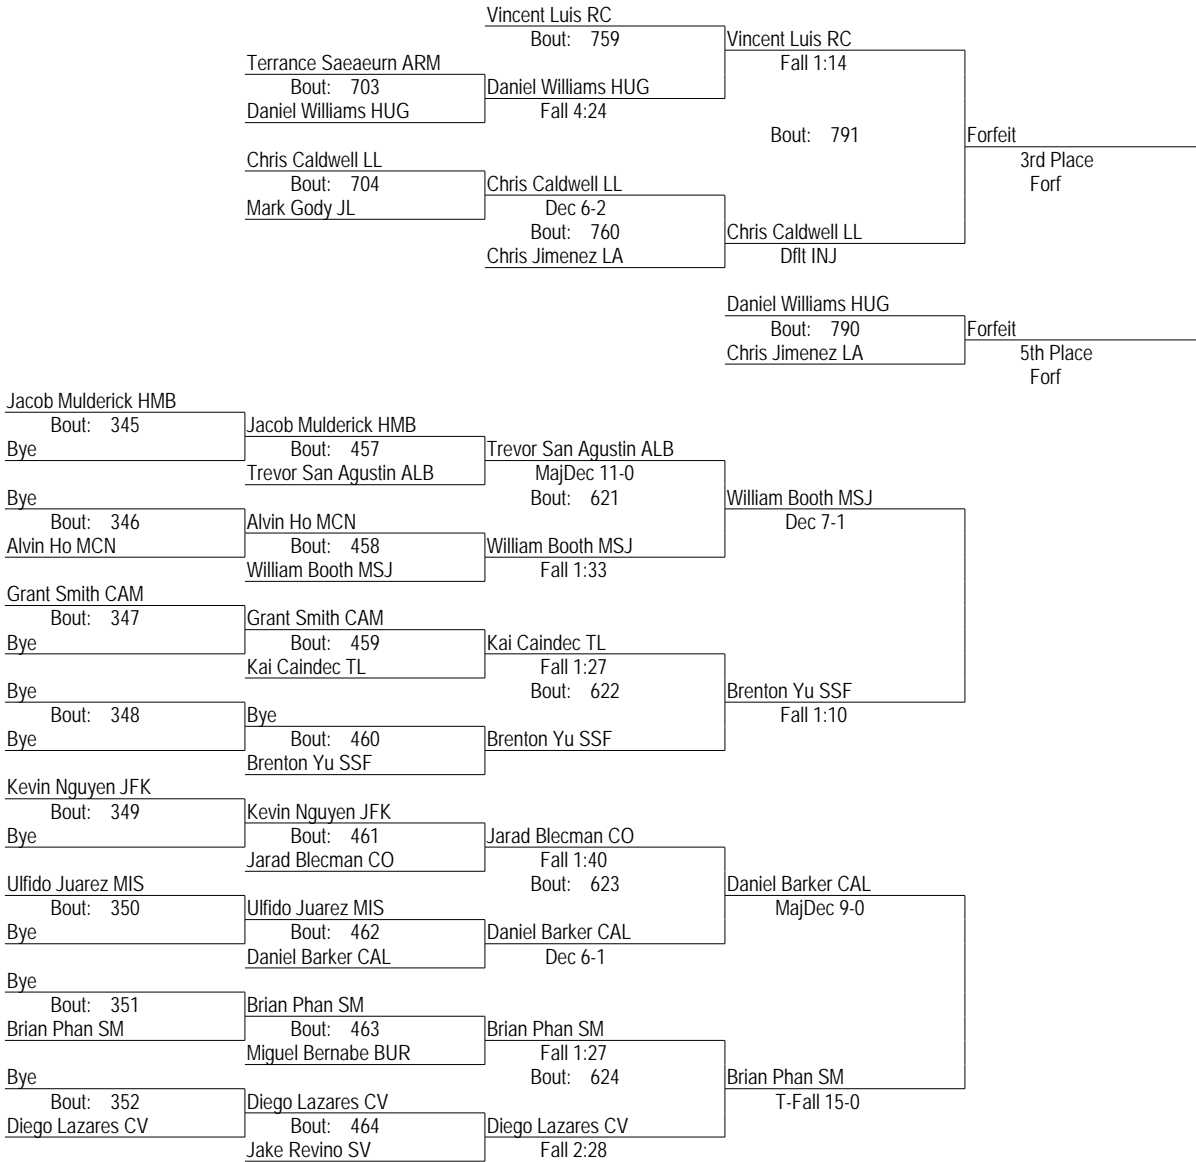 Vincent Luis RC
Bout: 759
Vincent Luis RC
Terrance Saeaeurn ARM
Fall 1:14
Bout: 703
Daniel Williams HUG
Daniel Williams HUG
Fall 4:24
Bout: 791
Forfeit
Chris Caldwell LL
3rd Place
Bout: 704
Chris Caldwell LL
Forf
Mark Gody JL
Dec 6-2
Bout: 760
Chris Caldwell LL
Chris Jimenez LA
Dflt INJ
Daniel Williams HUG
Bout: 790
Forfeit
Chris Jimenez LA
5th Place
Forf
Jacob Mulderick HMB
Bout: 345
Jacob Mulderick HMB
Bye
Bout: 457
Trevor San Agustin ALB
Trevor San Agustin ALB
MajDec 11-0
Bye
Bout: 621
William Booth MSJ
Bout: 346
Alvin Ho MCN
Dec 7-1
Alvin Ho MCN
Bout: 458
William Booth MSJ
William Booth MSJ
Fall 1:33
Grant Smith CAM
Bout: 347
Grant Smith CAM
Bye
Bout: 459
Kai Caindec TL
Kai Caindec TL
Fall 1:27
Bye
Bout: 622
Brenton Yu SSF
Bout: 348
Bye
Fall 1:10
Bye
Bout: 460
Brenton Yu SSF
Brenton Yu SSF
Kevin Nguyen JFK
Bout: 349
Kevin Nguyen JFK
Bye
Bout: 461
Jarad Blecman CO
Jarad Blecman CO
Fall 1:40
Ulfido Juarez MIS
Bout: 623
Daniel Barker CAL
Bout: 350
Ulfido Juarez MIS
MajDec 9-0
Bye
Bout: 462
Daniel Barker CAL
Daniel Barker CAL
Dec 6-1
Bye
Bout: 351
Brian Phan SM
Brian Phan SM
Bout: 463
Brian Phan SM
Miguel Bernabe BUR
Fall 1:27
Bye
Bout: 624
Brian Phan SM
Bout: 352
Diego Lazares CV
T-Fall 15-0
Diego Lazares CV
Bout: 464
Diego Lazares CV
Jake Revino SV
Fall 2:28